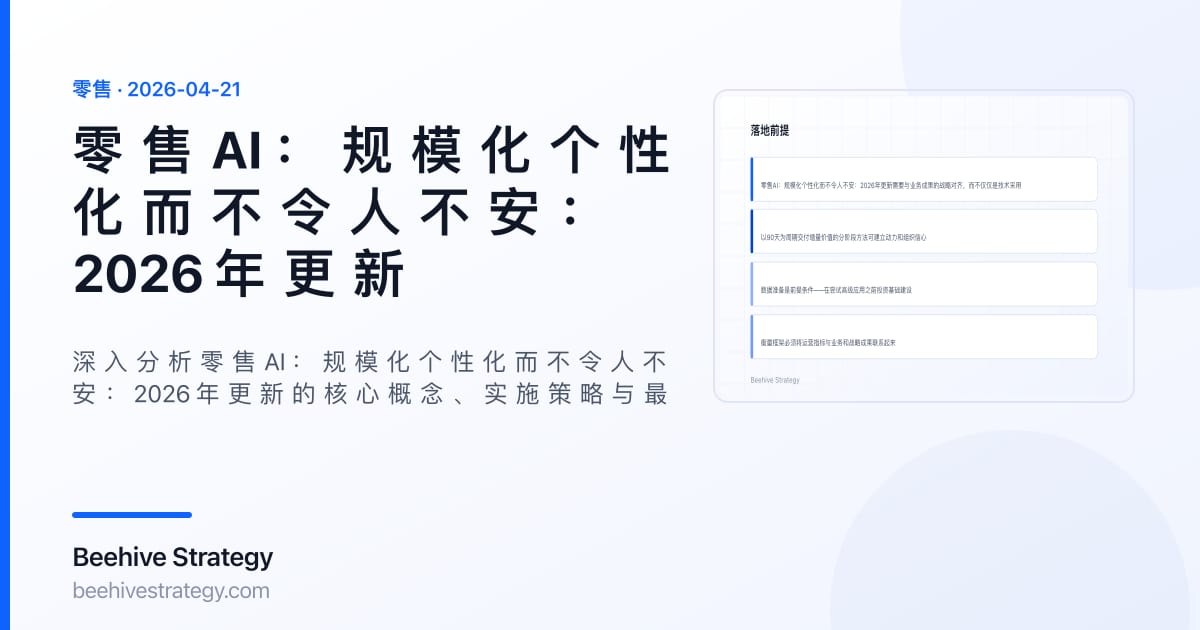 零售 · 2026-04-21
零售AI：规模化个性
化而不令人不安：
2026年更新
深入分析零售AI：规模化个性化而不令人不
安：2026年更新的核心概念、实施策略与最
Beehive Strategy
beehivestrategy.com
落地前提
零售AI：规模化个性化而不令人不安：2026年更新需要与业务成果的战略对齐，而不仅仅是技术采用
以90天为周期交付增量价值的分阶段方法可建立动力和组织信心
数据准备是前提条件——在尝试高级应用之前投资基础建设
衡量框架必须将运营指标与业务和战略成果联系起来
Beehive Strategy